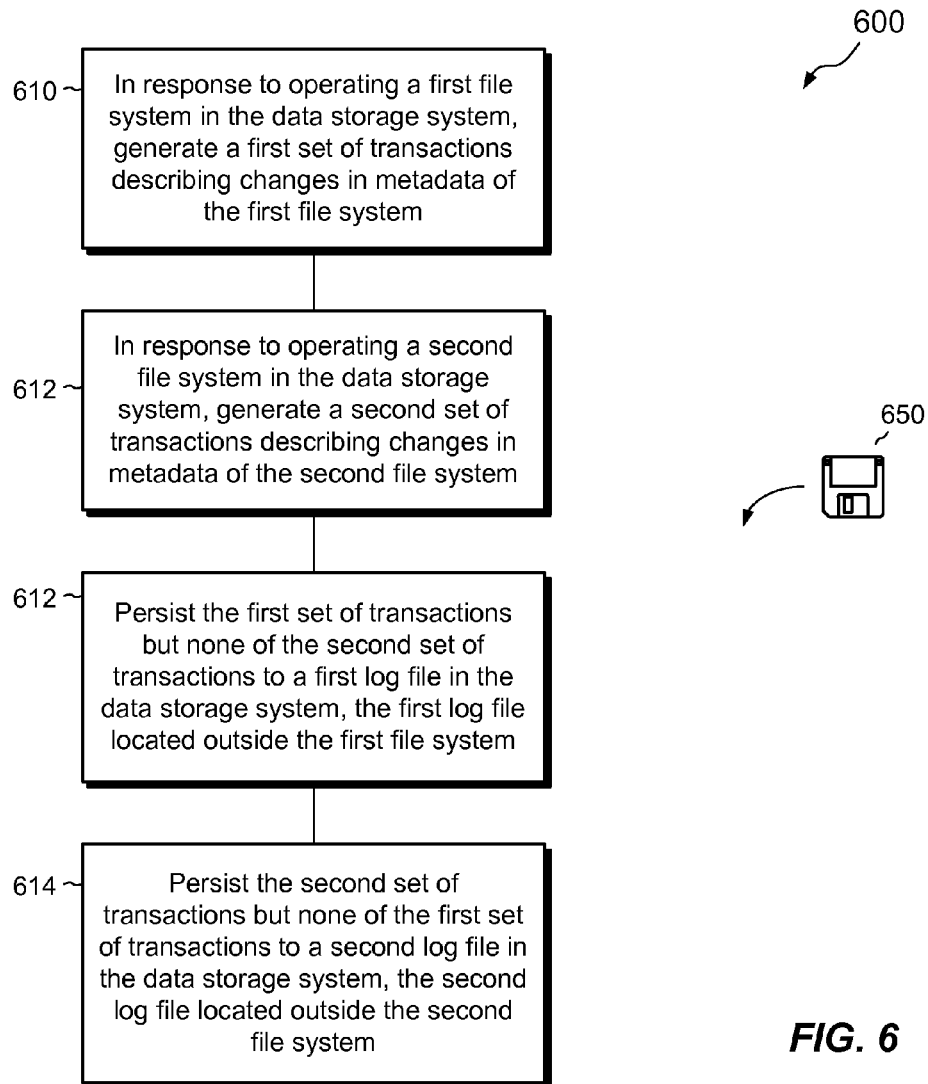 600
610
In response to operating a first file
system in the data storage system,
generate a first set of transactions
describing changes in metadata of
the first file system
612
In response to operating a second
file system in the data storage
system, generate a second set of
transactions describing changes in
metadata of the second file system
650
612
Persist the first set of transactions
but none of the second set of
transactions to a first log file in the
data storage system, the first log file
located outside the first file system
614
Persist the second set of
transactions but none of the first set
of transactions to a second log file in
the data storage system, the second
log file located outside the second
file system
FIG. 6